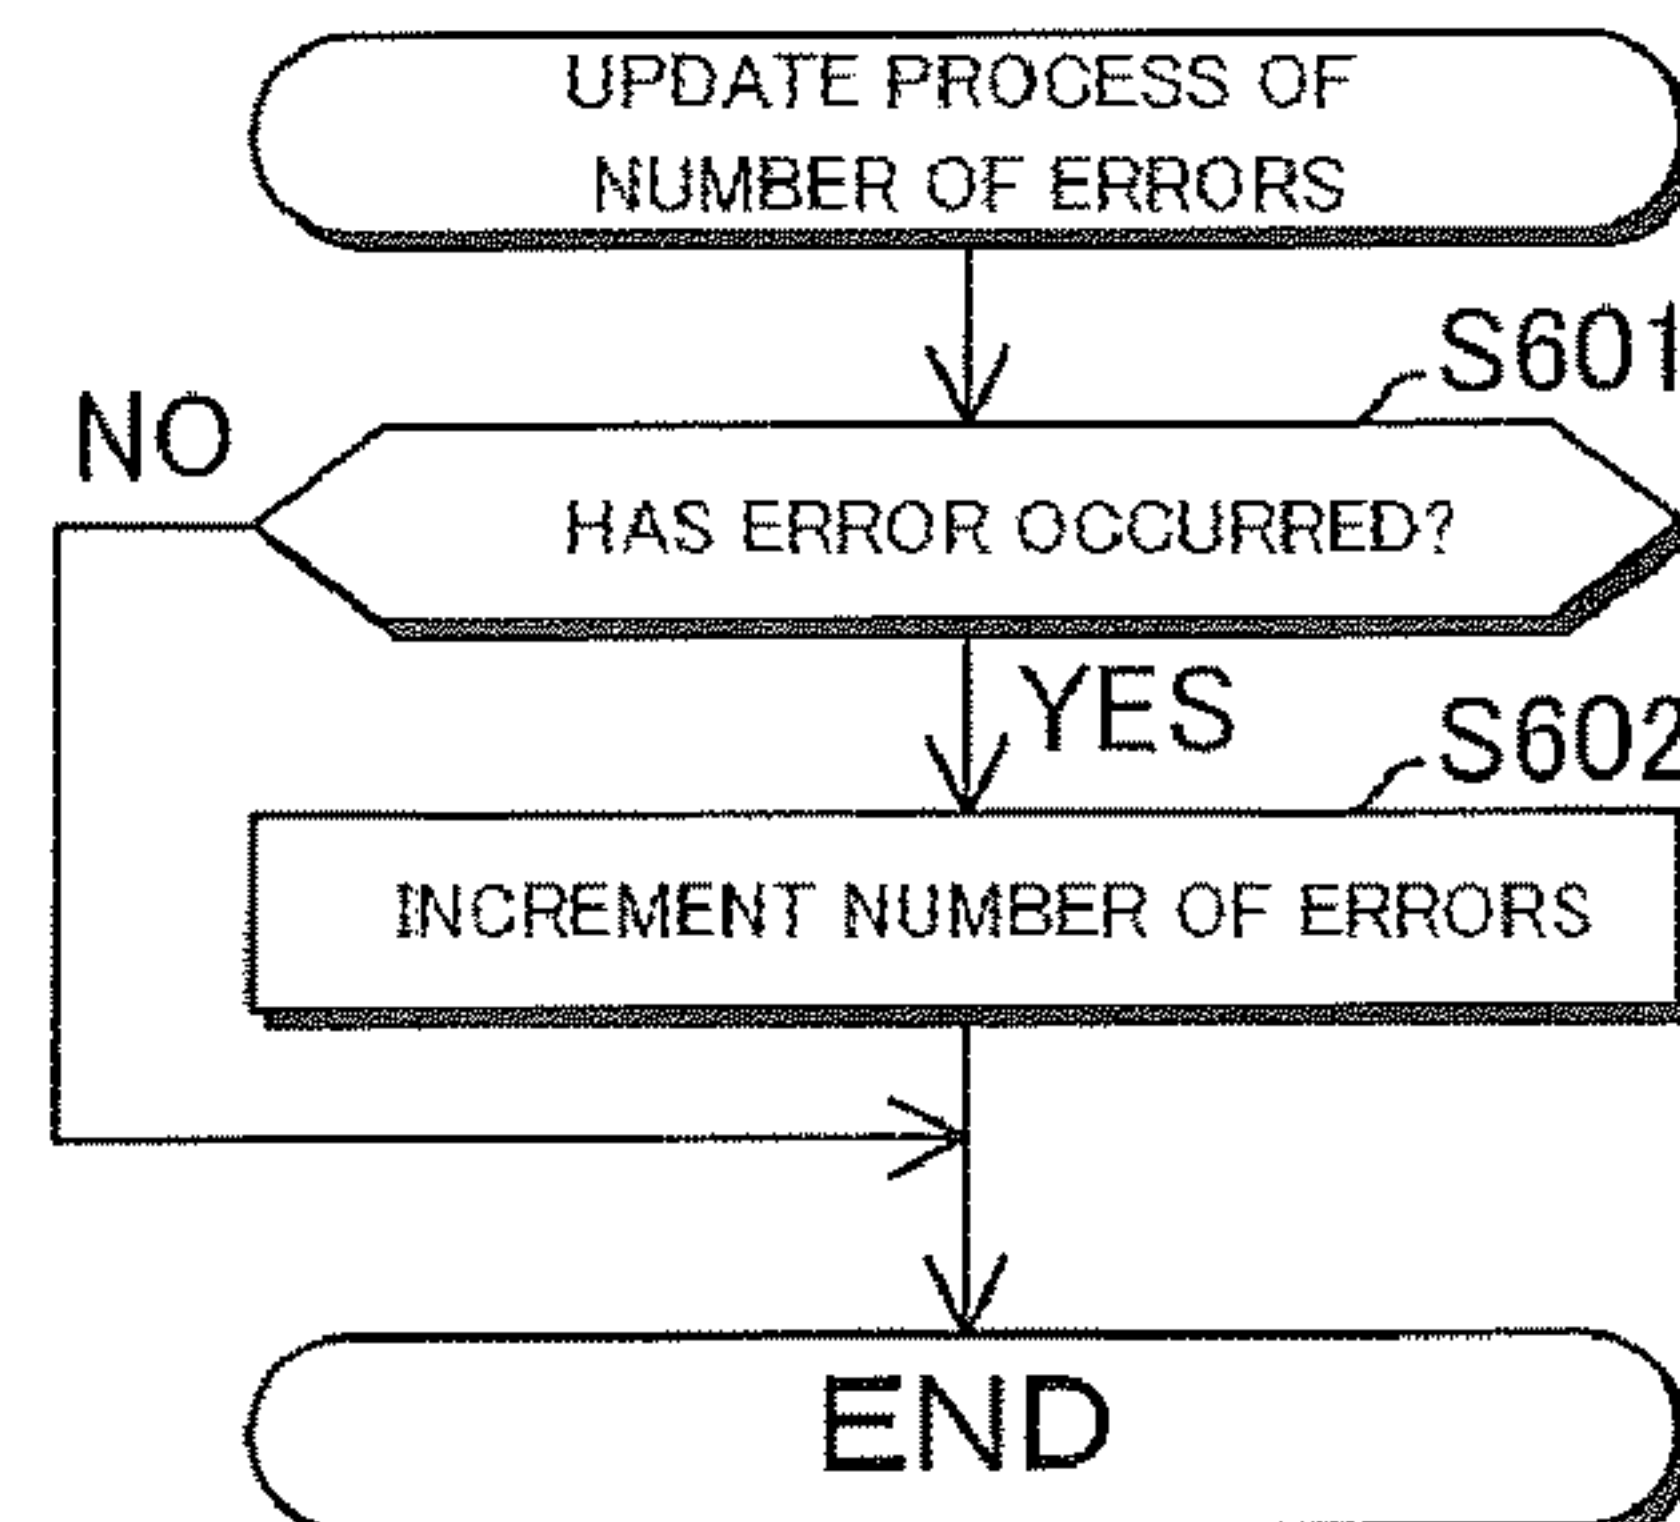 UPDATE PROCESS OF
NUMBER OF ERRORS
S601
NO
HAS ERROR OCCURRED?
YES
S602
INCREMENT NUMBER OF ERRORS
END